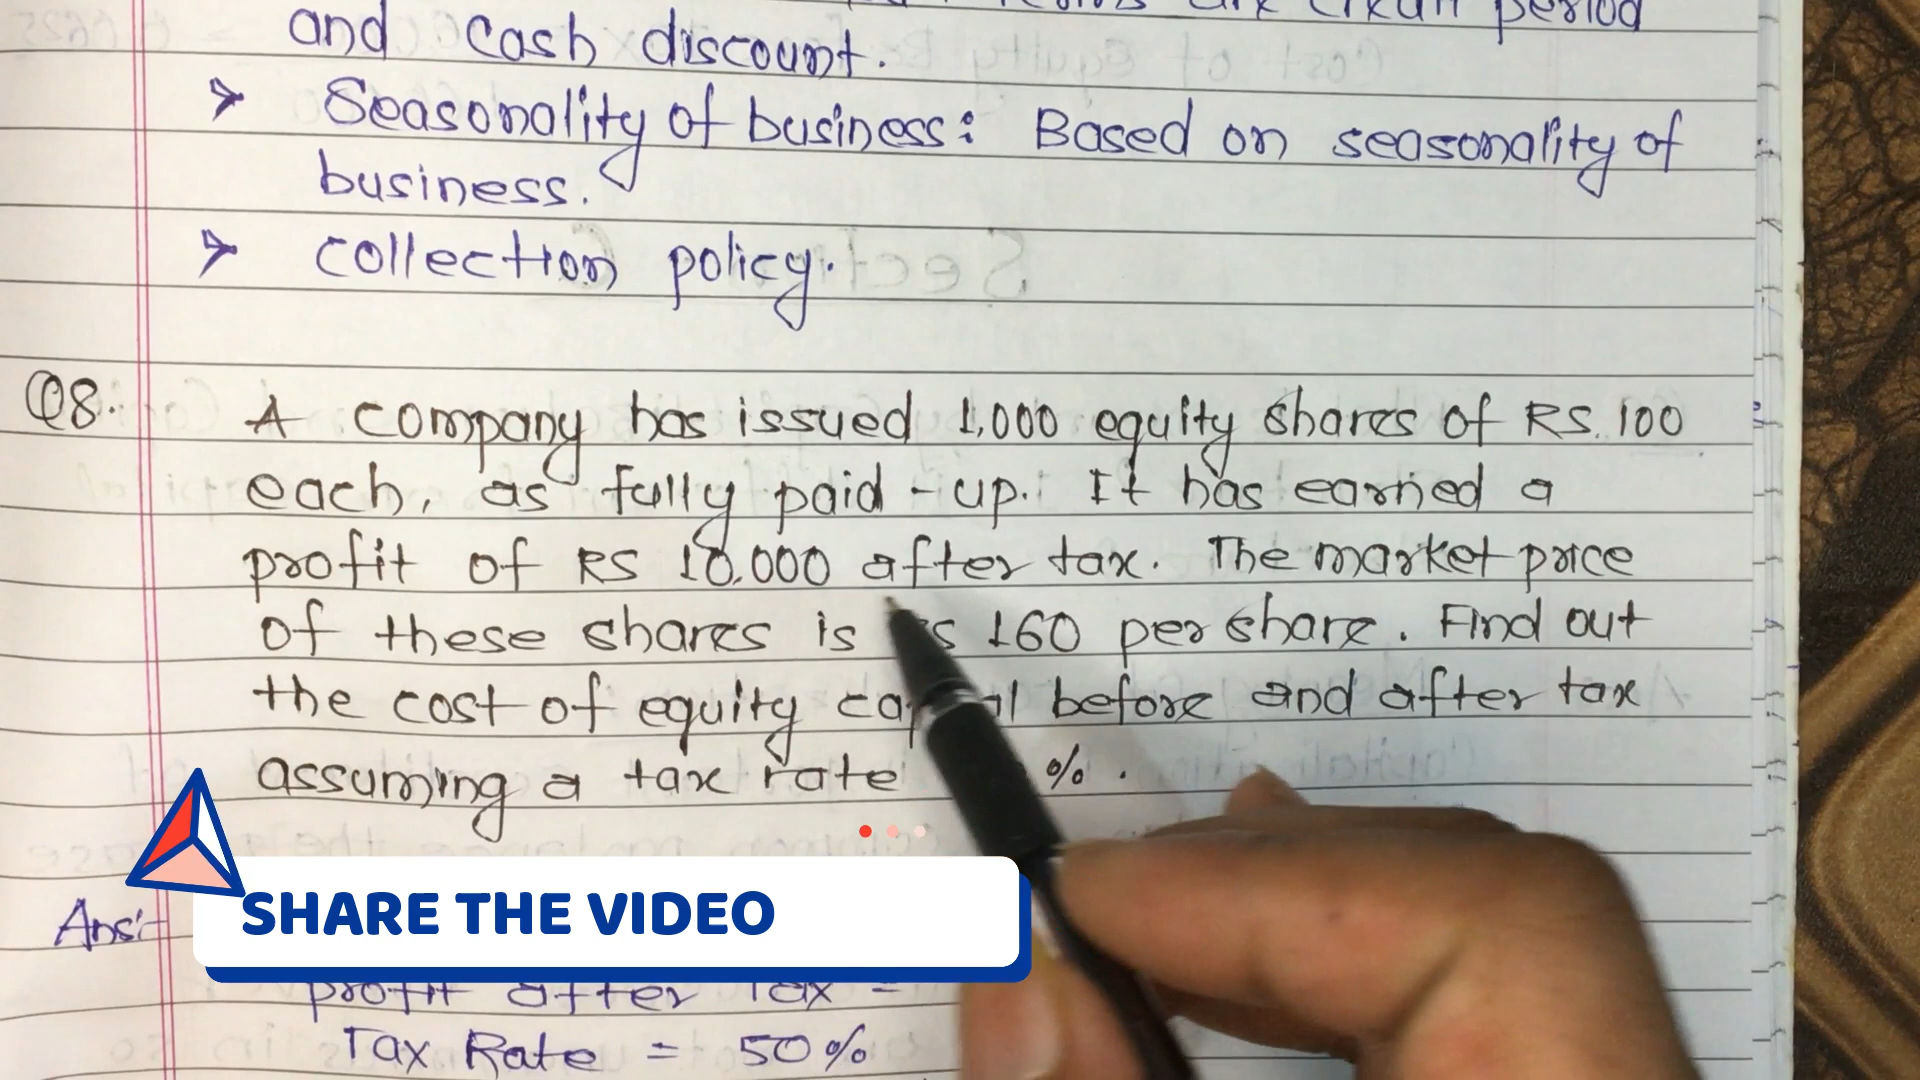 and cash discount.
> Seasonality of business: Based on seasonality of
business.
> collection policy.
Q8. A company has issued 1,000 equity shares of RS. 100
each, as fully paid-up. It has earned a
profit of RS 10,000 after tax. The market price
of these shares is 160 per share. Find out
the cost of equity before and after tax
assuming a tax rate %.
SHARE THE VIDEO
Ans:-
profit after Tax =
Tax Rate = 50%